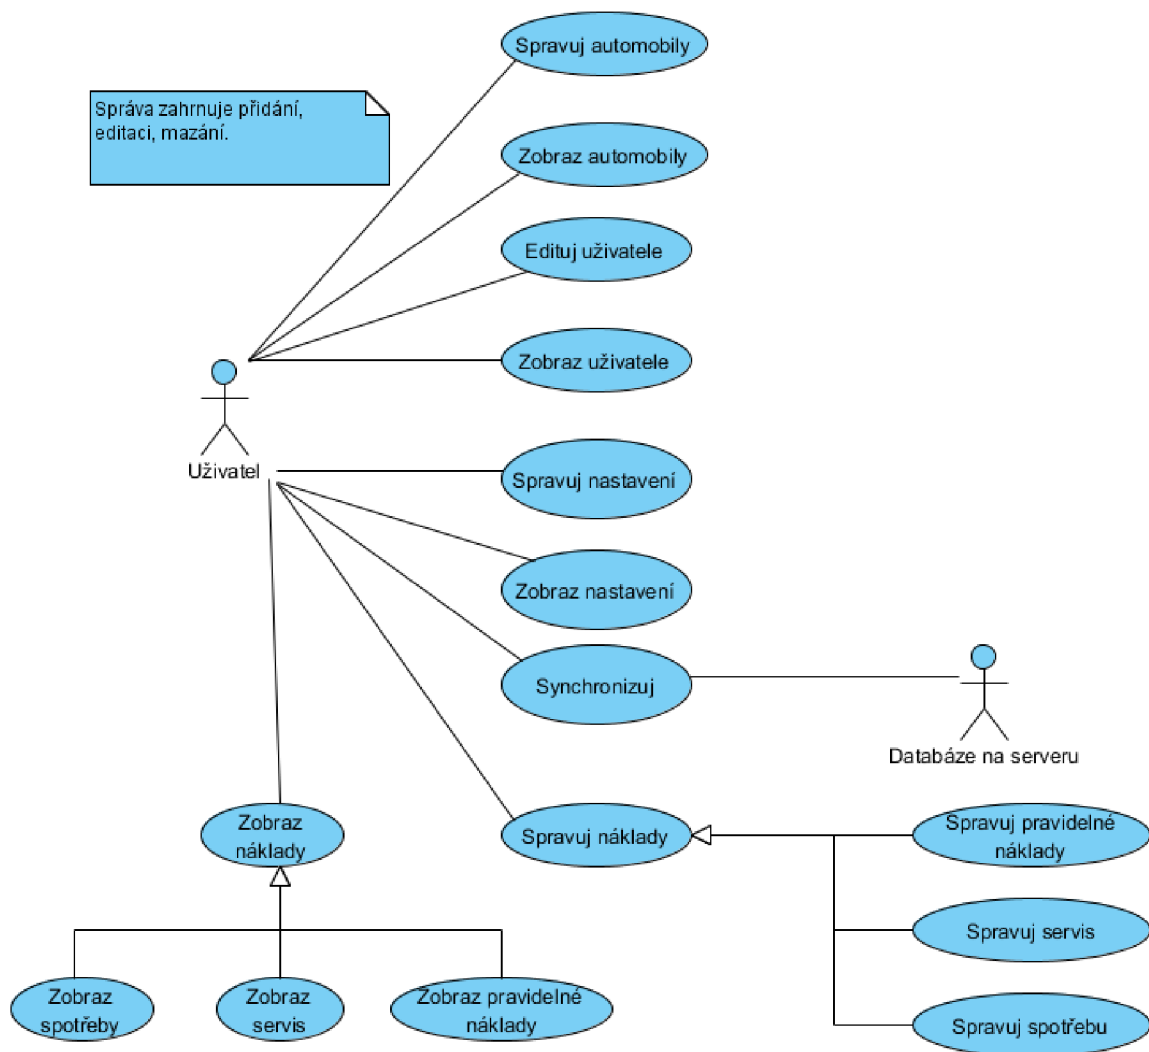 Spravuj automobily
Správa zahrnuje přidání,
editaci, mazání.
Zobraz automobily
Edituj uživatele
Zobraz uživatele
Uživatel
Spravuj nastavení
Zobraz nastavení
Synchronizuj
Databáze na serveru
Zobraz
náklady
Spravuj náklady
Spravuj pravidelné
náklady
Spravuj servis
Zobraz
spotřeby
Zobraz
servis
Zobraz pravidelné
náklady
Spravuj spotřebu